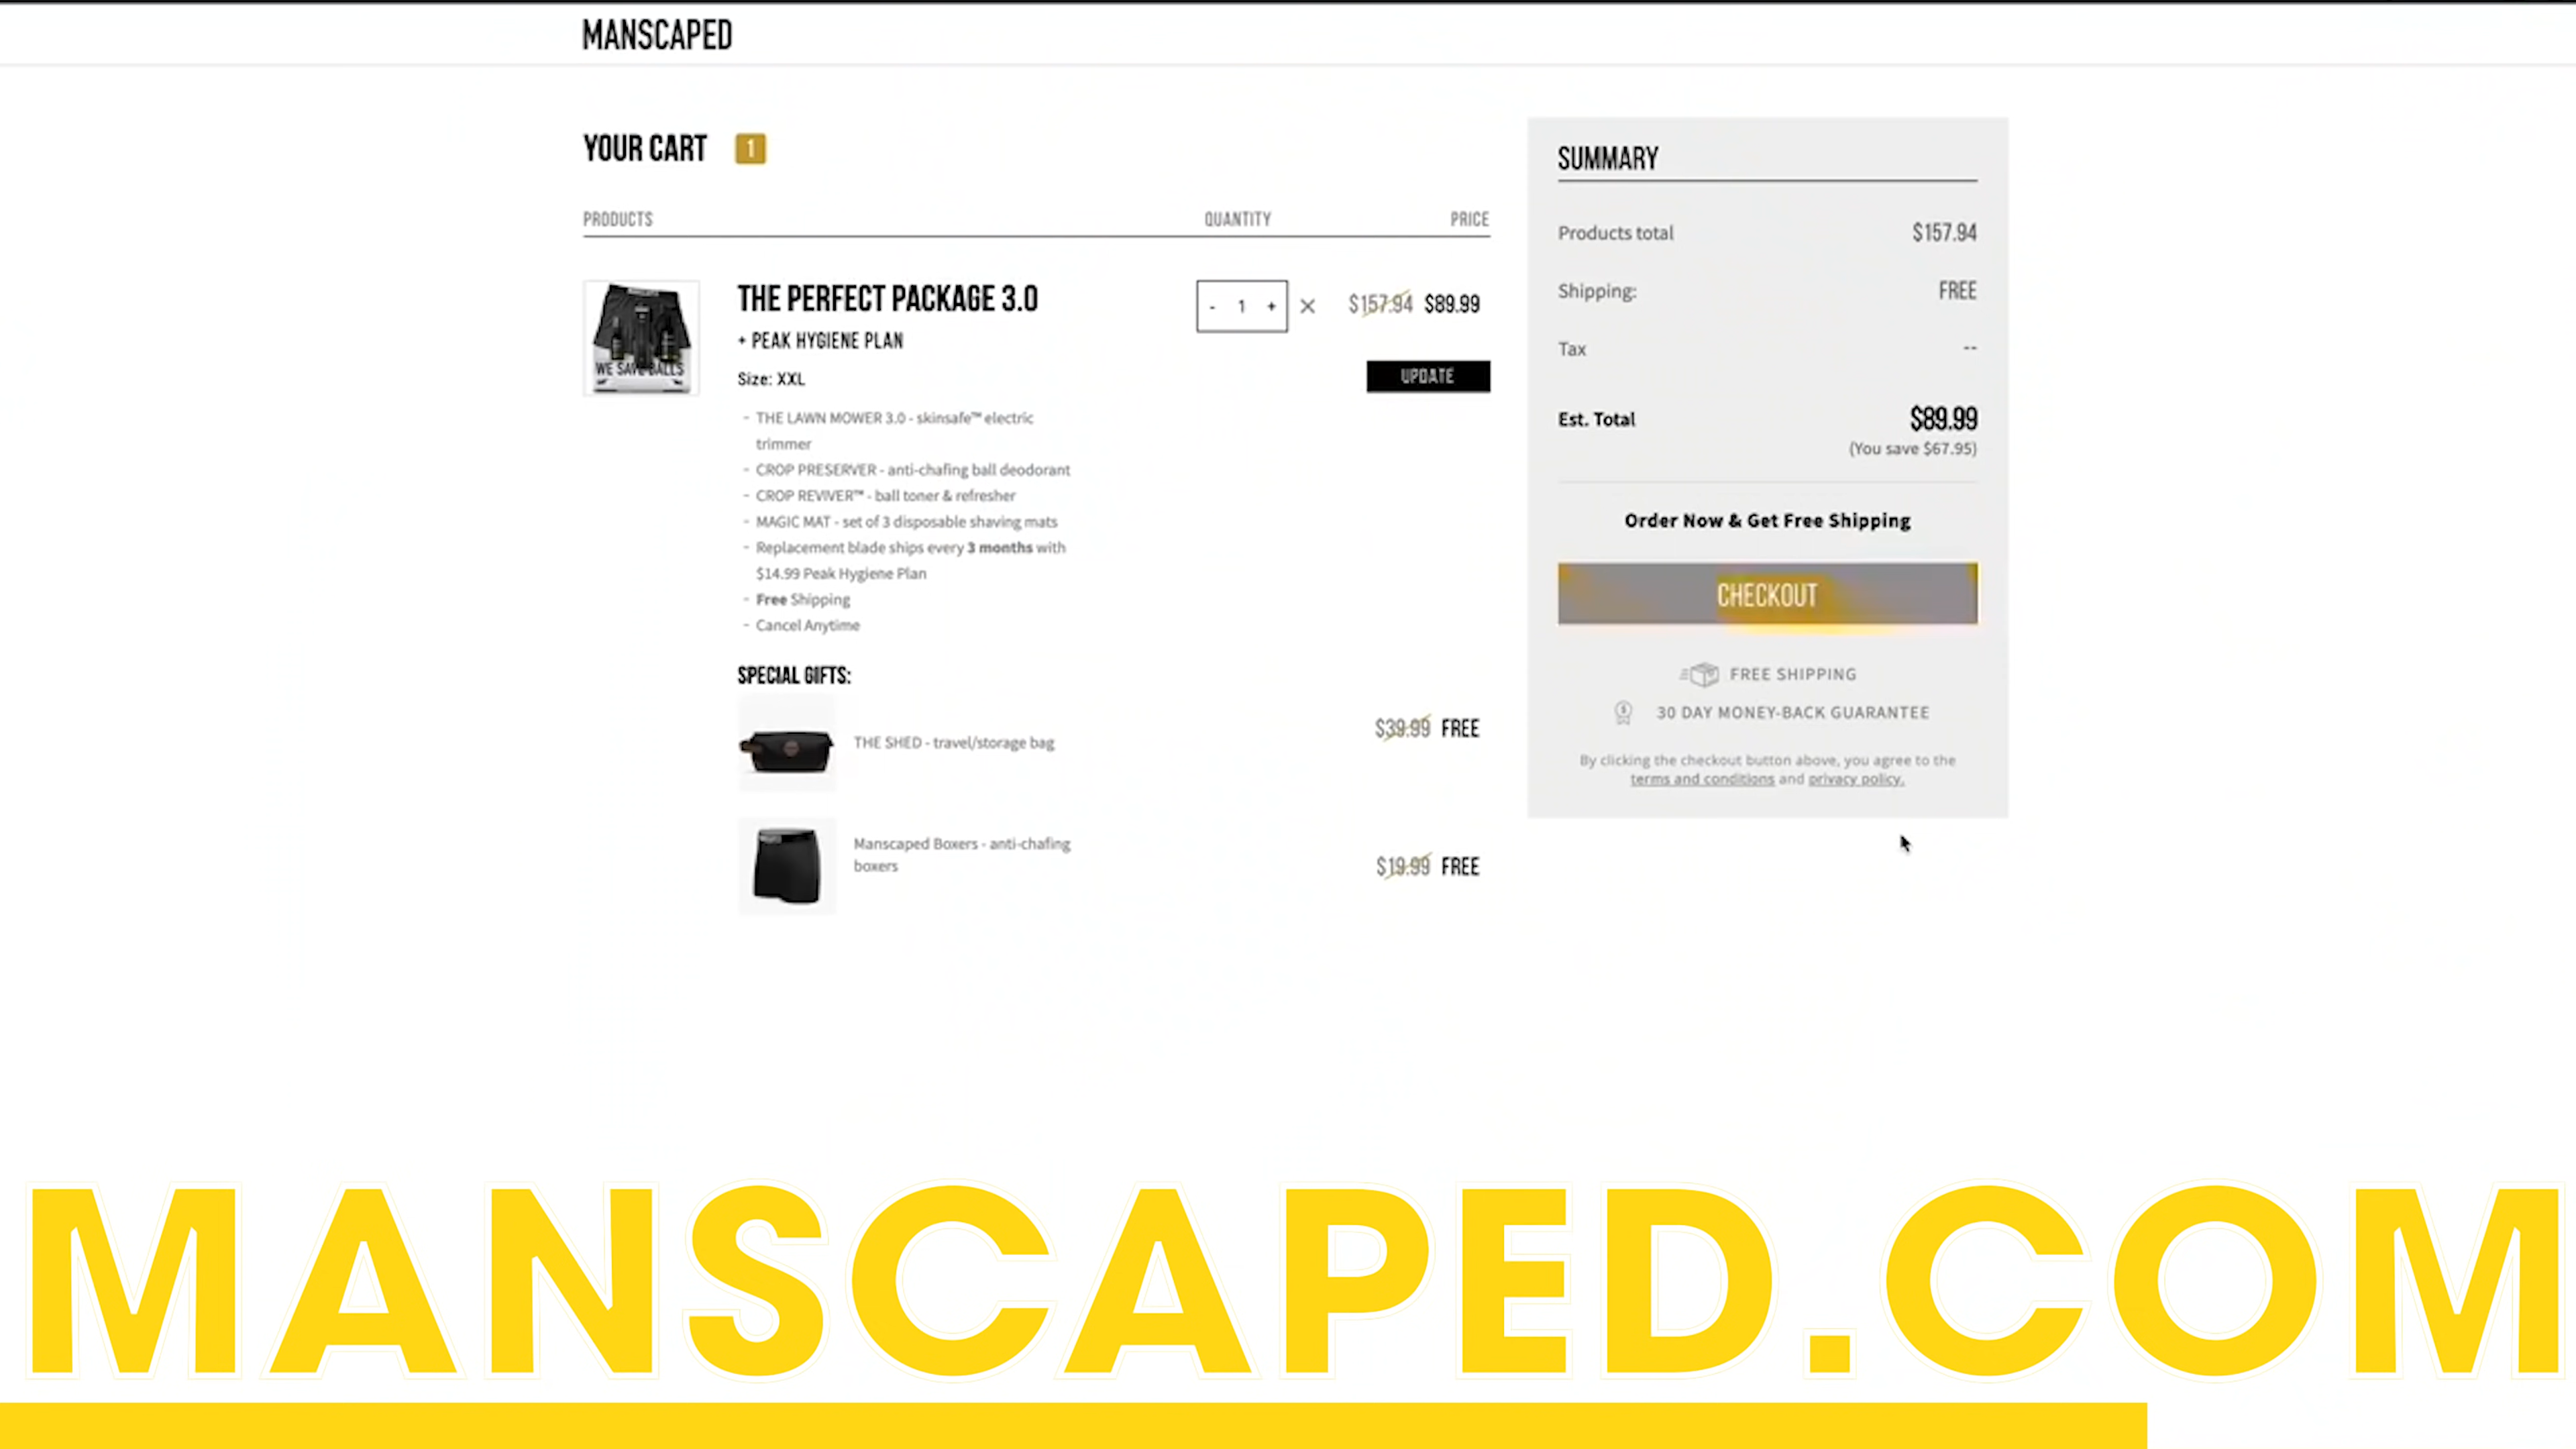 MANSCAPED
YOUR CART 1
PRODUCTS QUANTITY PRICE
WE SAVE BALLS
THE PERFECT PACKAGE 3.0
- 1 + × $157.94 $89.99
+ PEAK HYGIENE PLAN
Size: XXL
UPDATE
- THE LAWN MOWER 3.0 - skinsafe™ electric
trimmer
- CROP PRESERVER - anti-chafing ball deodorant
- CROP REVIVER™ - ball toner & refresher
- MAGIC MAT - set of 3 disposable shaving mats
- Replacement blade ships every 3 months with
$14.99 Peak Hygiene Plan
- Free Shipping
- Cancel Anytime
SPECIAL GIFTS:
THE SHED - travel/storage bag
$39.99 FREE
Manscaped Boxers - anti-chafing
boxers
$19.99 FREE
SUMMARY
Products total $157.94
Shipping: FREE
Tax --
Est. Total $89.99
(You save $67.95)
Order Now & Get Free Shipping
CHECKOUT
FREE SHIPPING
30 DAY MONEY-BACK GUARANTEE
By clicking the checkout button above, you agree to the
terms and conditions and privacy policy.
MANSCAPED.COM